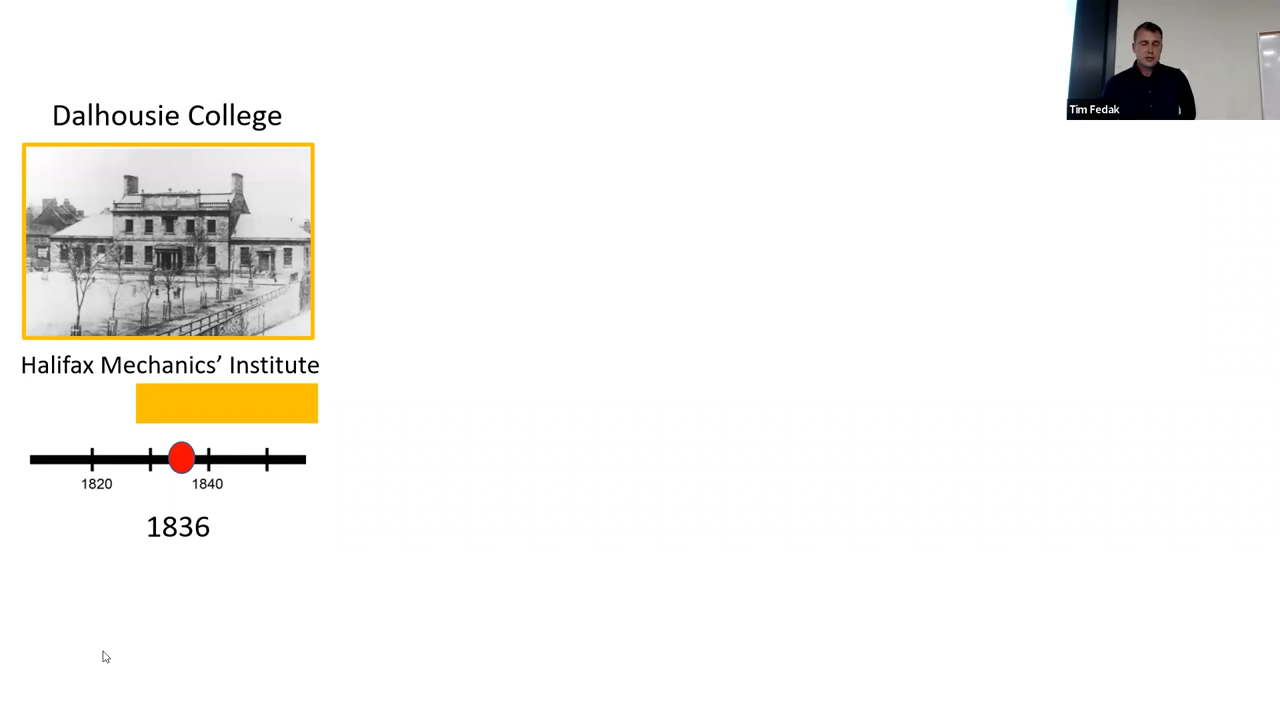 Tim Fedak
Dalhousie College
Halifax Mechanics’ Institute
1820
1840
1836